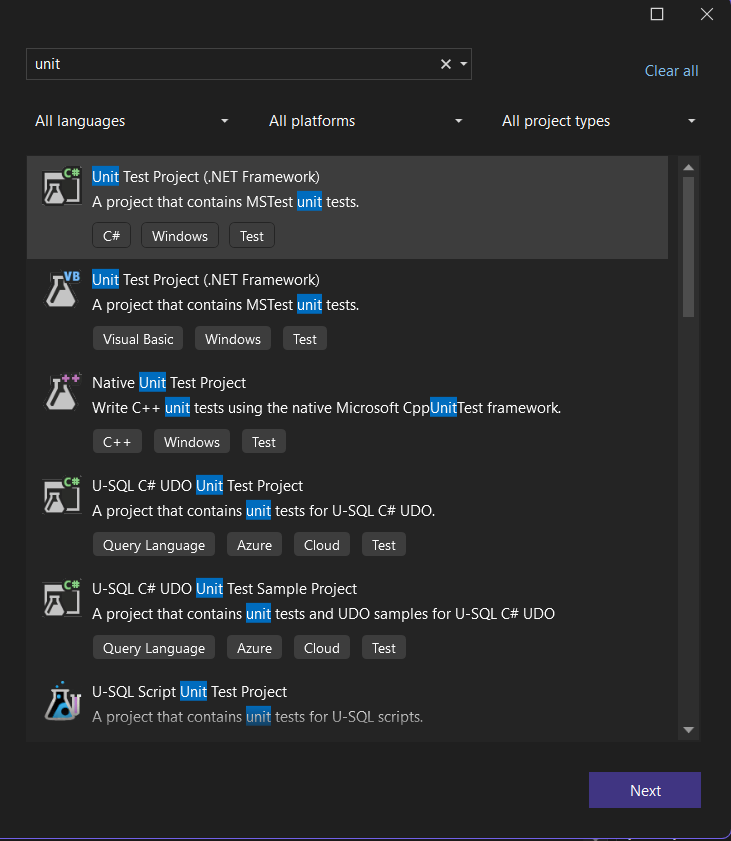 unit
Clear all
All languages
All platforms
All project types
C#
Unit Test Project (.NET Framework)
A project that contains MSTest unit tests.
C# Windows Test
VB
Unit Test Project (.NET Framework)
A project that contains MSTest unit tests.
Visual Basic Windows Test
++
Native Unit Test Project
Write C++ unit tests using the native Microsoft CppUnitTest framework.
C++ Windows Test
C#
U-SQL C# UDO Unit Test Project
A project that contains unit tests for U-SQL C# UDO.
Query Language Azure Cloud Test
C#
U-SQL C# UDO Unit Test Sample Project
A project that contains unit tests and UDO samples for U-SQL C# UDO
Query Language Azure Cloud Test
U-SQL Script Unit Test Project
A project that contains unit tests for U-SQL scripts.
Next